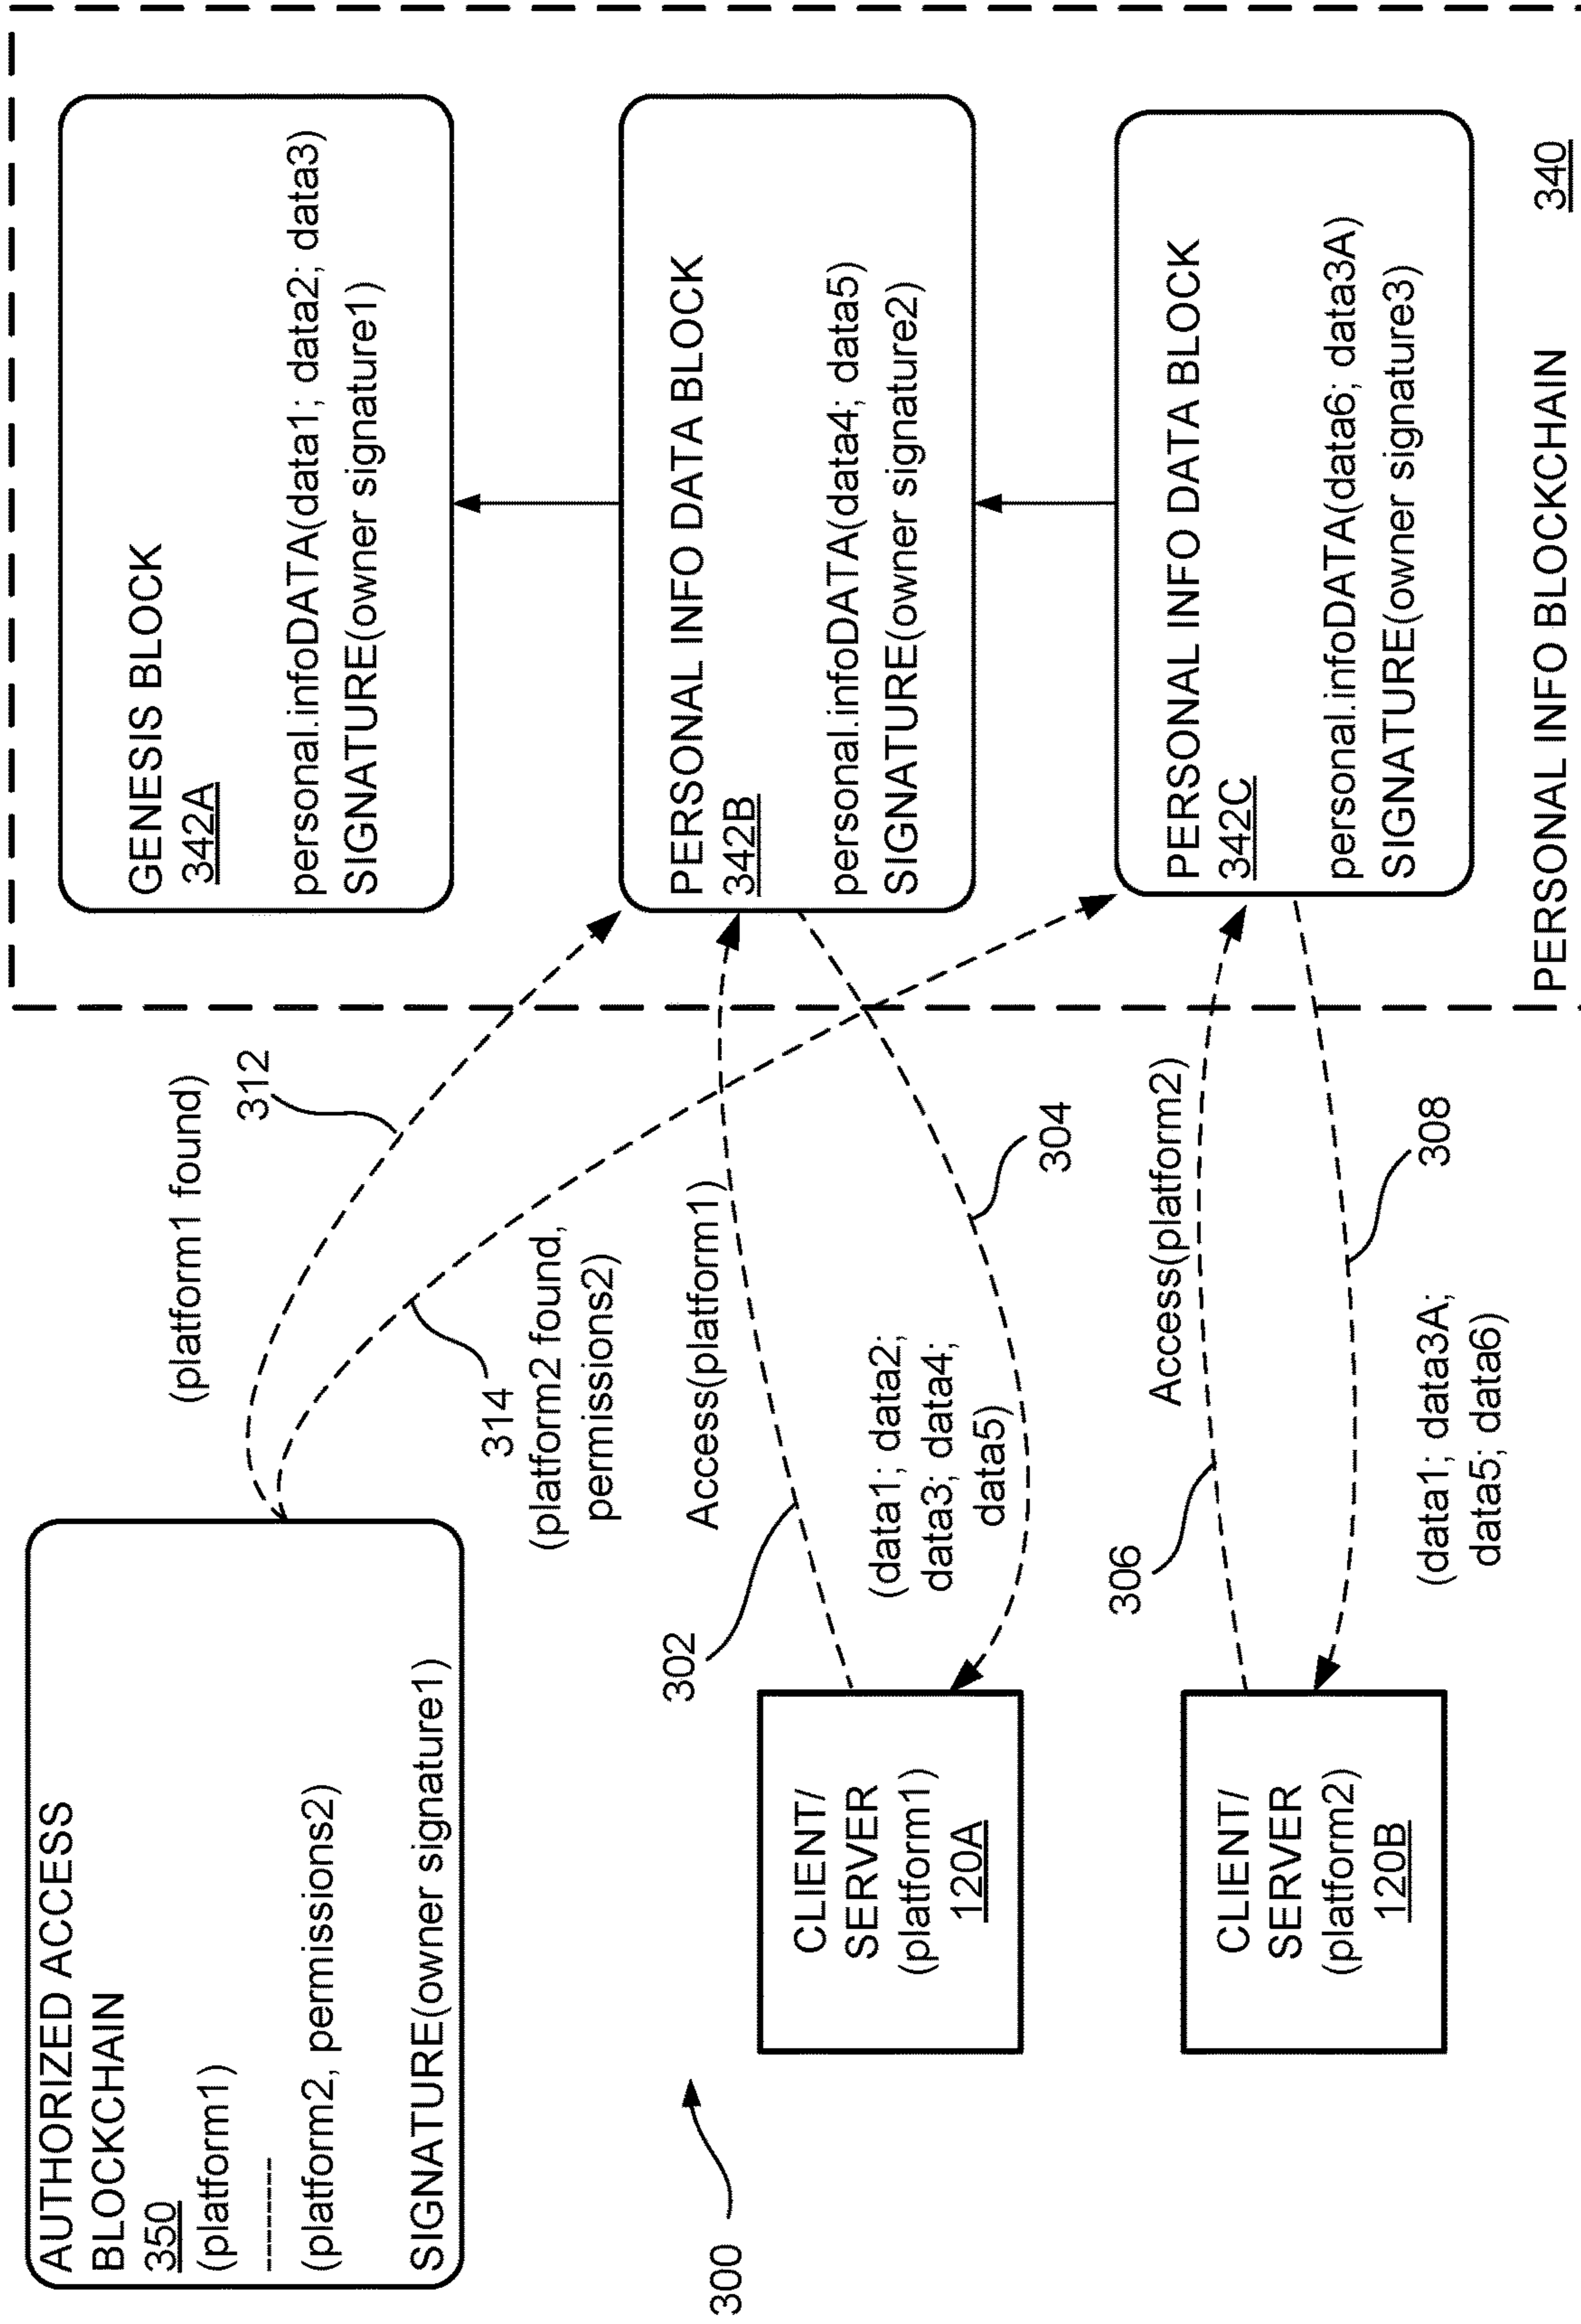 AUTHORIZED ACCESS
BLOCKCHAIN
350
(platform1)
--------
(platform2, permissions2)
SIGNATURE(owner signature1)
(platform1 found)
312
314
(platform2 found,
permissions2)
GENESIS BLOCK
342A
personal.infoDATA(data1; data2; data3)
SIGNATURE(owner signature1)
300
302
Access(platform1)
CLIENT/
SERVER
(platform1)
120A
(data1; data2;
data3; data4;
data5)
304
PERSONAL INFO DATA BLOCK
342B
personal.infoDATA(data4; data5)
SIGNATURE(owner signature2)
306
Access(platform2)
CLIENT/
SERVER
(platform2)
120B
308
(data1; data3A;
data5; data6)
PERSONAL INFO DATA BLOCK
342C
personal.infoDATA(data6; data3A)
SIGNATURE(owner signature3)
PERSONAL INFO BLOCKCHAIN
340